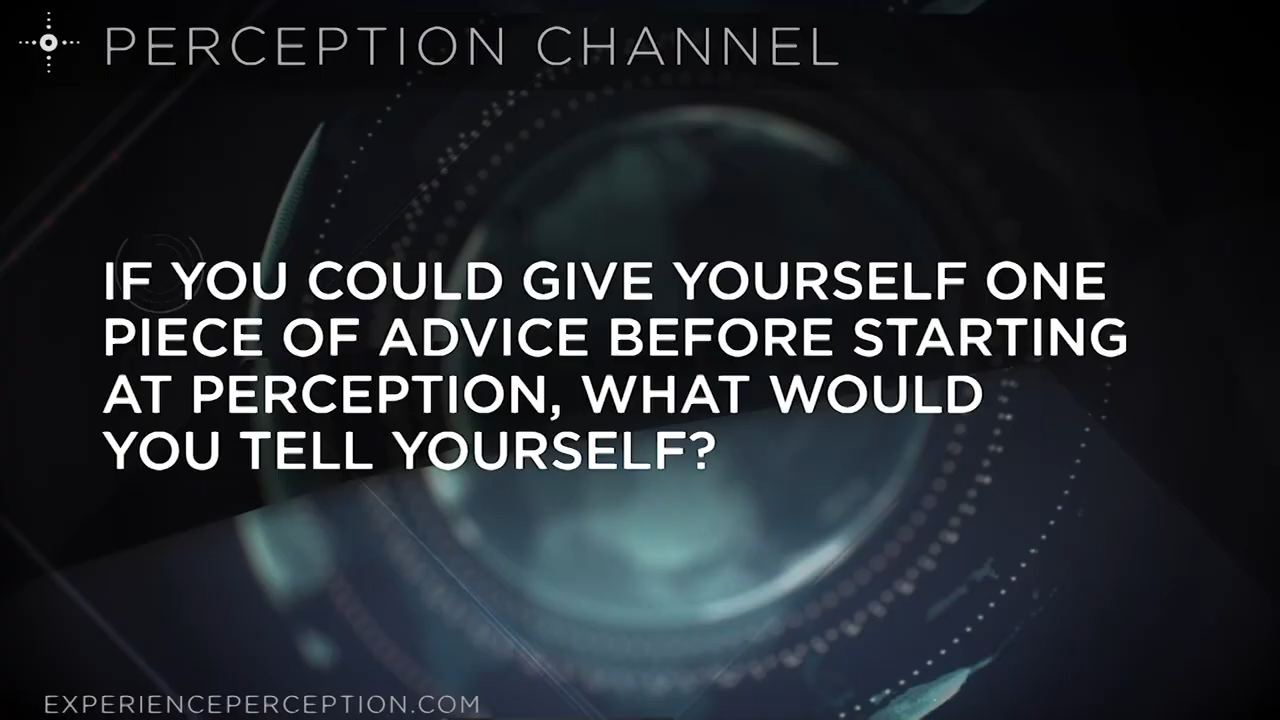 PERCEPTION CHANNEL
IF YOU COULD GIVE YOURSELF ONE
PIECE OF ADVICE BEFORE STARTING
AT PERCEPTION, WHAT WOULD
YOU TELL YOURSELF?
EXPERIENCEPERCEPTION.COM